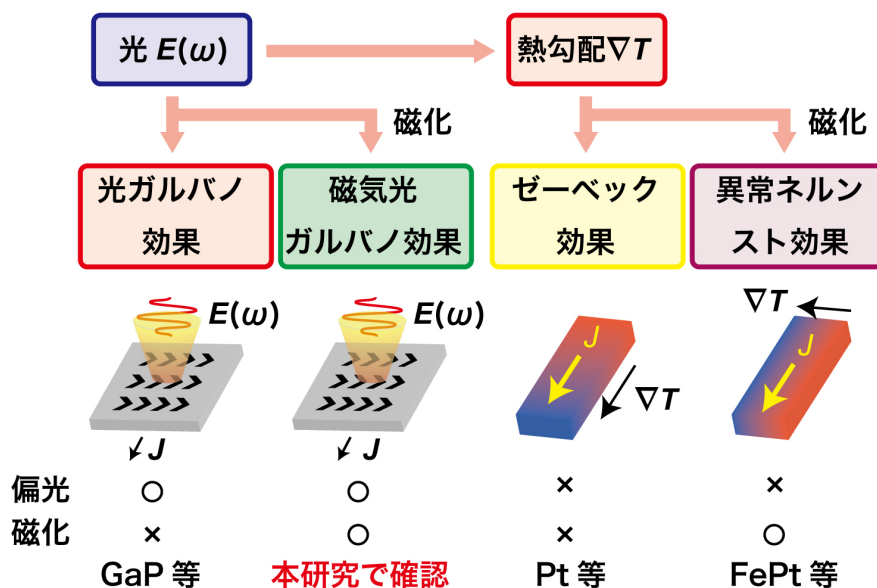 光 E(ω)
熱勾配∇T
磁化
磁化
光ガルバノ
効果
磁気光
ガルバノ効果
ゼーベック
効果
異常ネルン
スト効果
E(ω)
E(ω)
∇T
J
J
∇T
J
J
偏光 ○ ○ × ×
磁化 × ○ × ○
GaP 等 本研究で確認 Pt 等 FePt 等